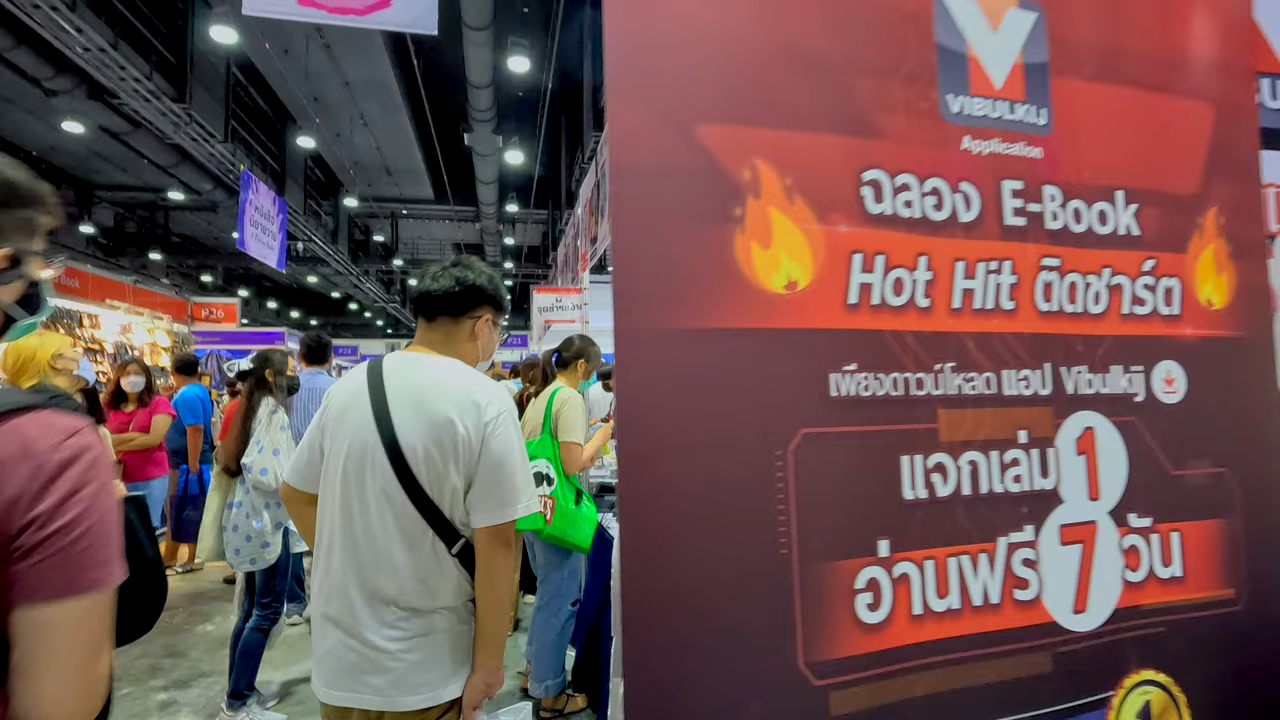 VIBULKIJ
Application
ฉลอง E-Book
Hot Hit ติดชาร์ต
เพียงดาวน์โหลด แอป Vibulkij
แจกเล่ม 1
อ่านฟรี 7 วัน
P26
Book
P21